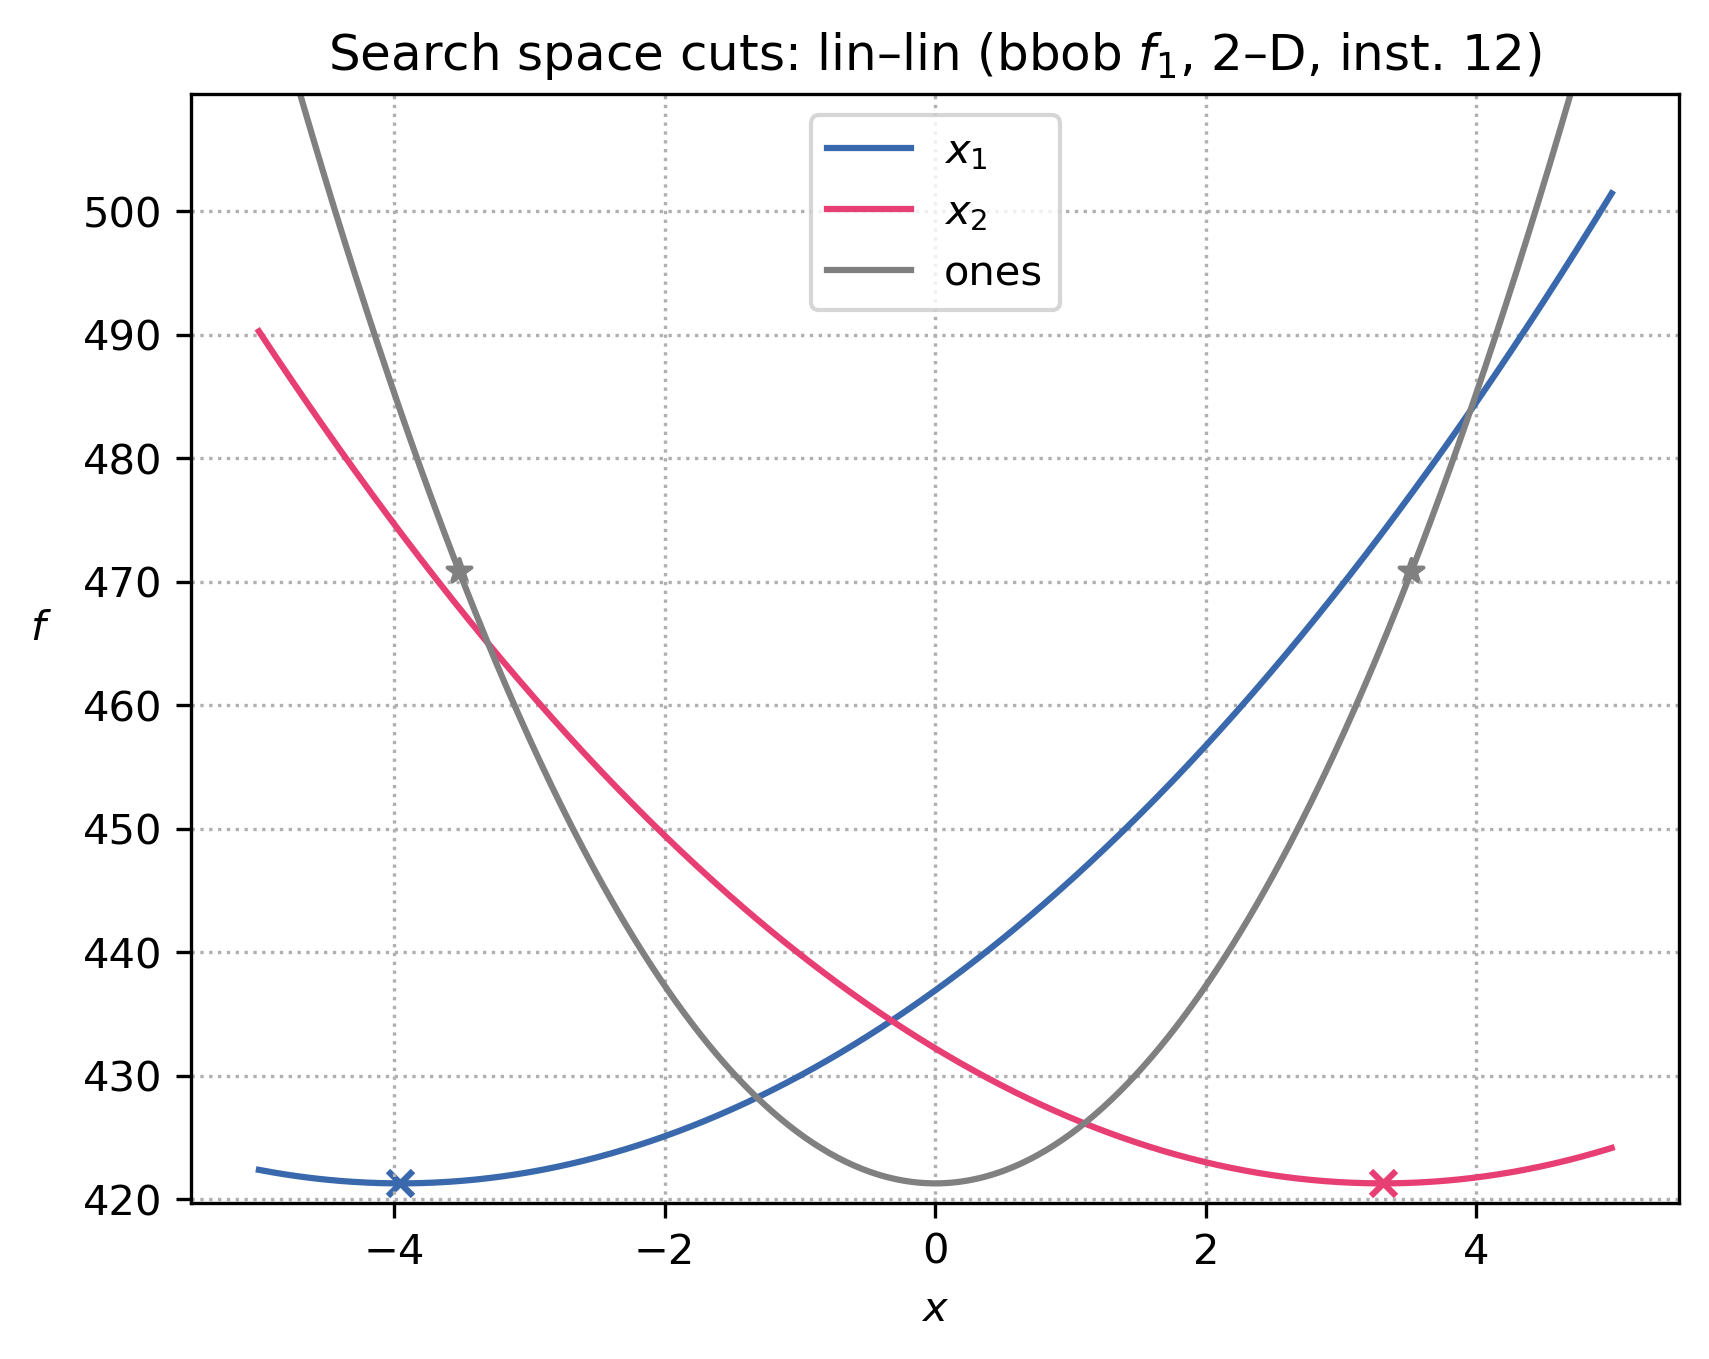 Search space cuts: lin–lin (bbob f₁, 2–D, inst. 12)
x₁
x₂
ones
500
490
480
470
460
450
440
430
420
f
−4
−2
0
2
4
x